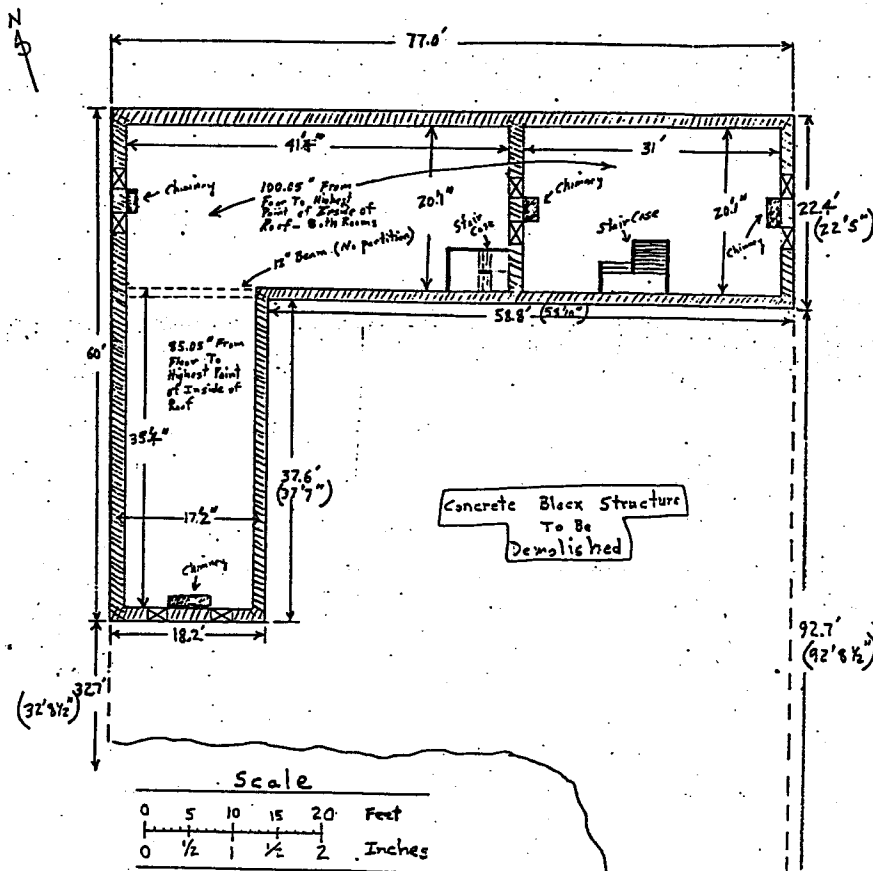 N
77.0'
41'4"
31'
Chimney
100.05" From
Foor To Highest
Point of Inside of
Roof - Both Rooms
20'1"
Stair
Case
Chimney
Stair Case
20'1"
Chimney
22.4'
(22'5")
12" Beam (No partition)
58.8' (58'10")
60'
85.05" From
Floor To
Highest Point
of Inside of
Roof
35'4"
37.6'
(37'7")
17'2"
Chimney
18.2'
Concrete Block Structure
To Be
Demolished
92.7'
(92'8½")
32.7'
(32'8½")
Scale
0 5 10 15 20 Feet
0 ½ 1 ½ 2 Inches